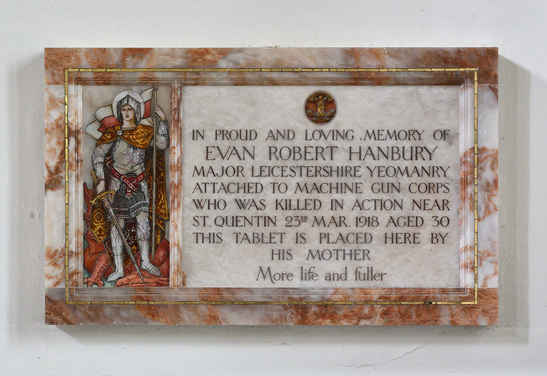 IN PROUD AND LOVING MEMORY OF
EVAN ROBERT HANBURY
MAJOR LEICESTERSHIRE YEOMANRY
ATTACHED TO MACHINE GUN CORPS
WHO WAS KILLED IN ACTION NEAR
ST. QUENTIN 23RD MAR. 1918 AGED 30
THIS TABLET IS PLACED HERE BY
HIS MOTHER
More life and fuller